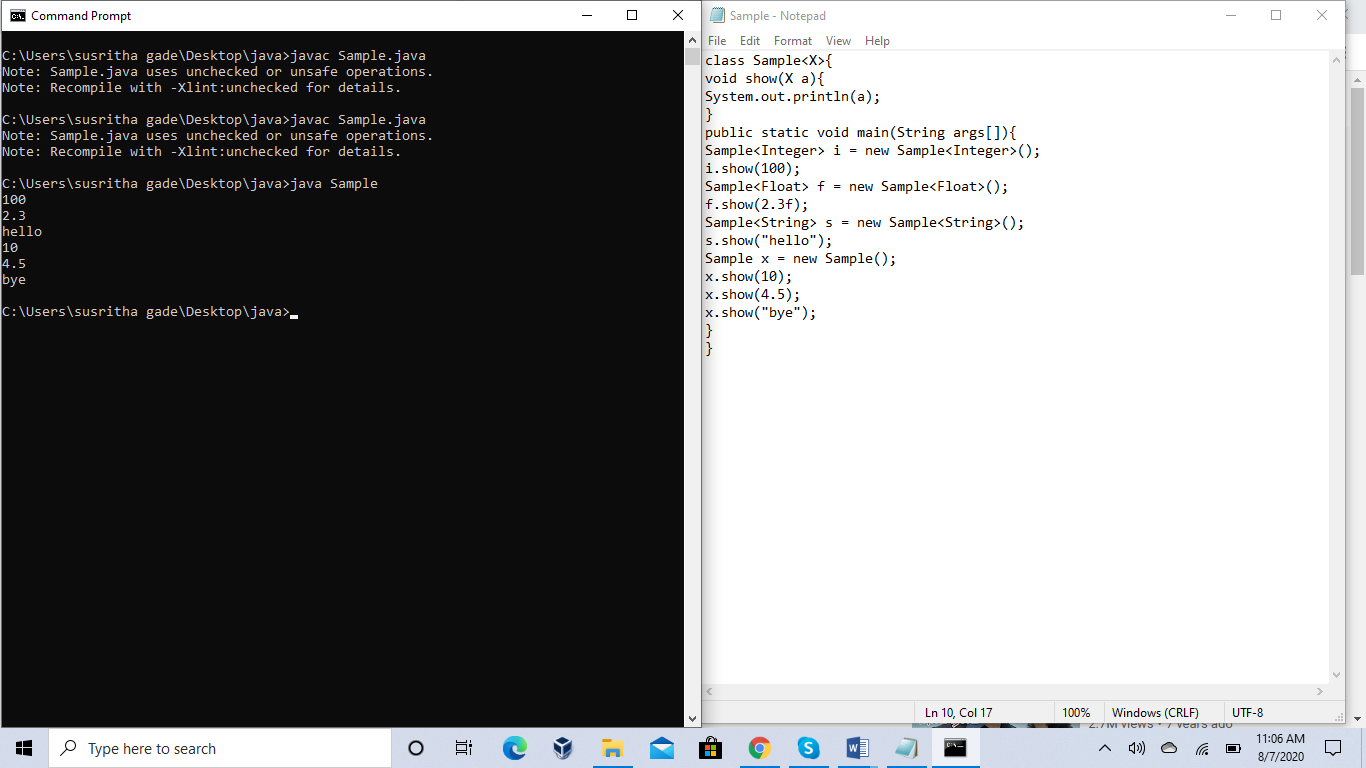 Command Prompt
C:\Users\susritha gade\Desktop\java>javac Sample.java
Note: Sample.java uses unchecked or unsafe operations.
Note: Recompile with -Xlint:unchecked for details.
C:\Users\susritha gade\Desktop\java>javac Sample.java
Note: Sample.java uses unchecked or unsafe operations.
Note: Recompile with -Xlint:unchecked for details.
C:\Users\susritha gade\Desktop\java>java Sample
100
2.3
hello
10
4.5
bye
C:\Users\susritha gade\Desktop\java>
Sample - Notepad
File Edit Format View Help
class Sample<X>{
void show(X a){
System.out.println(a);
}
public static void main(String args[]){
Sample<Integer> i = new Sample<Integer>();
i.show(100);
Sample<Float> f = new Sample<Float>();
f.show(2.3f);
Sample<String> s = new Sample<String>();
s.show("hello");
Sample x = new Sample();
x.show(10);
x.show(4.5);
x.show("bye");
}
}
Ln 10, Col 17 100% Windows (CRLF) UTF-8
2.7M views • 7 years ago
Type here to search
11:06 AM
8/7/2020